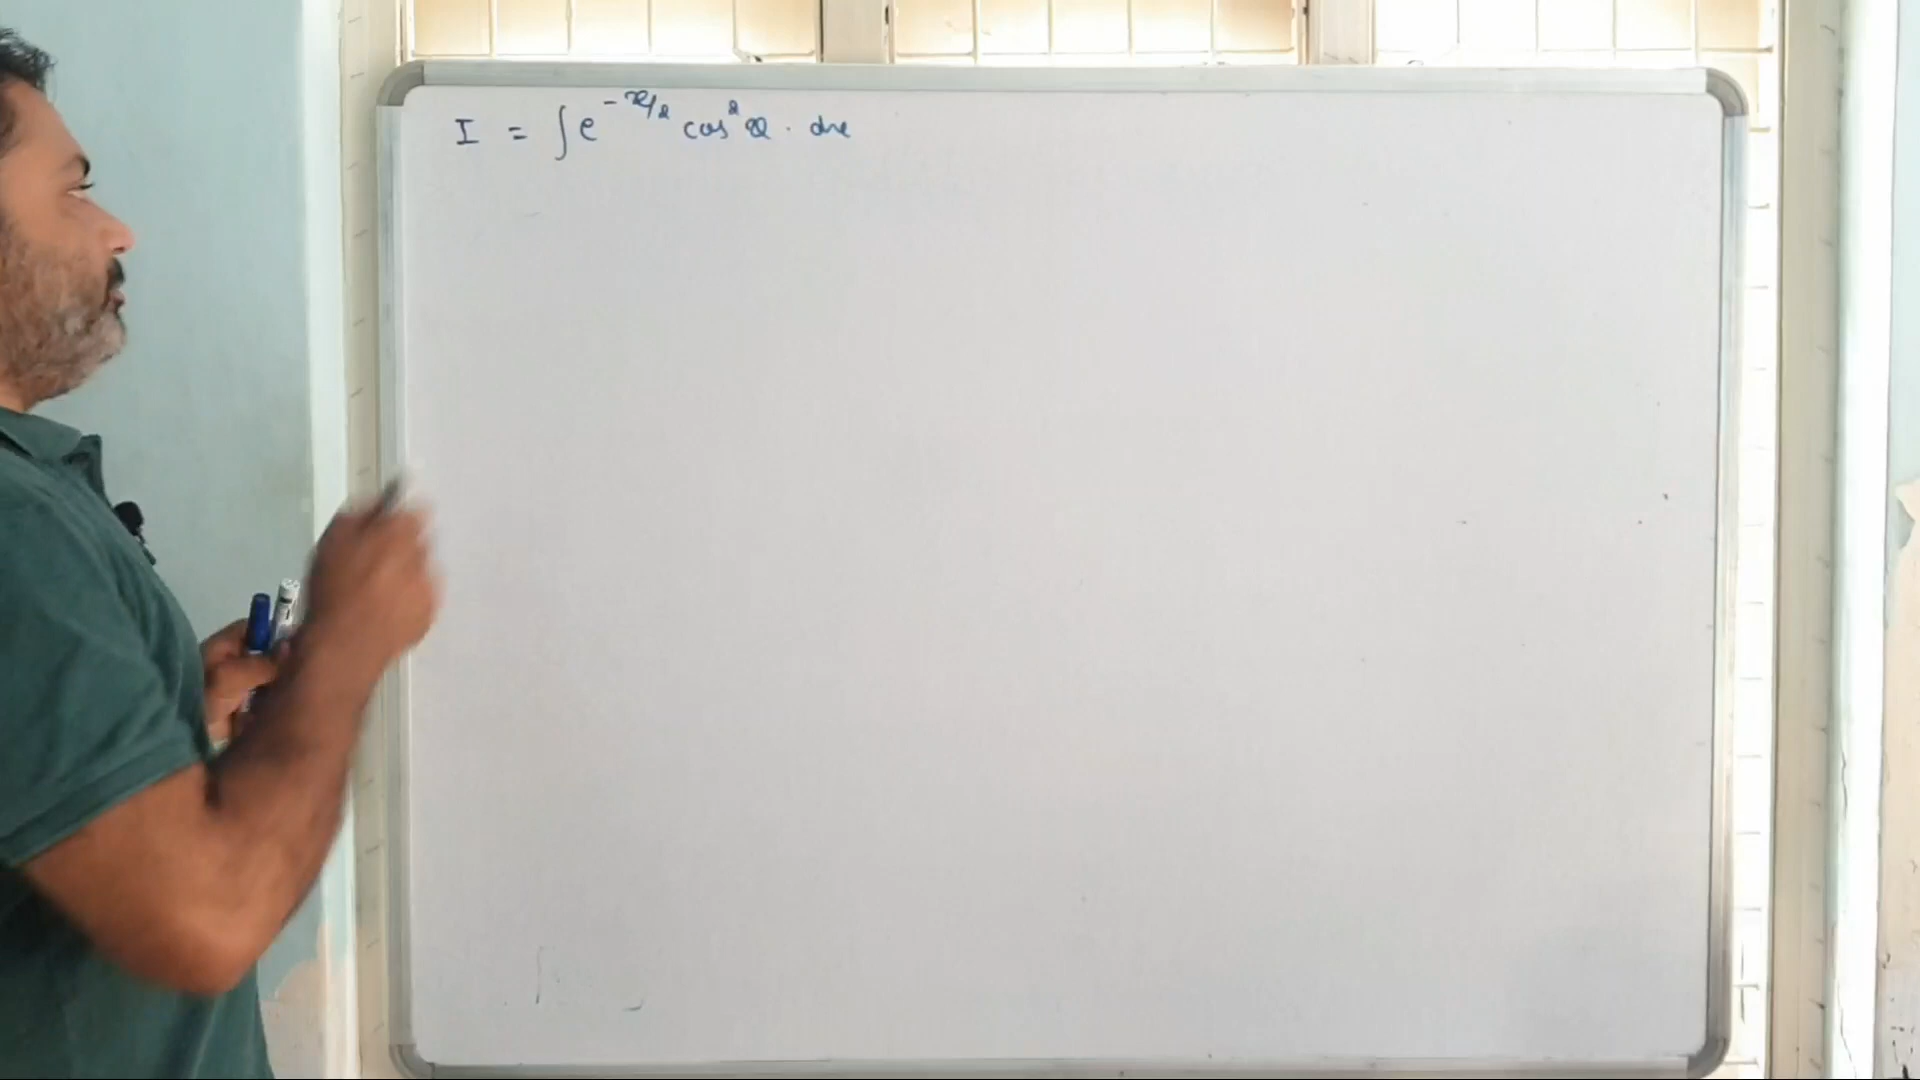 I = ∫e^{-x/2} cos²x · dx